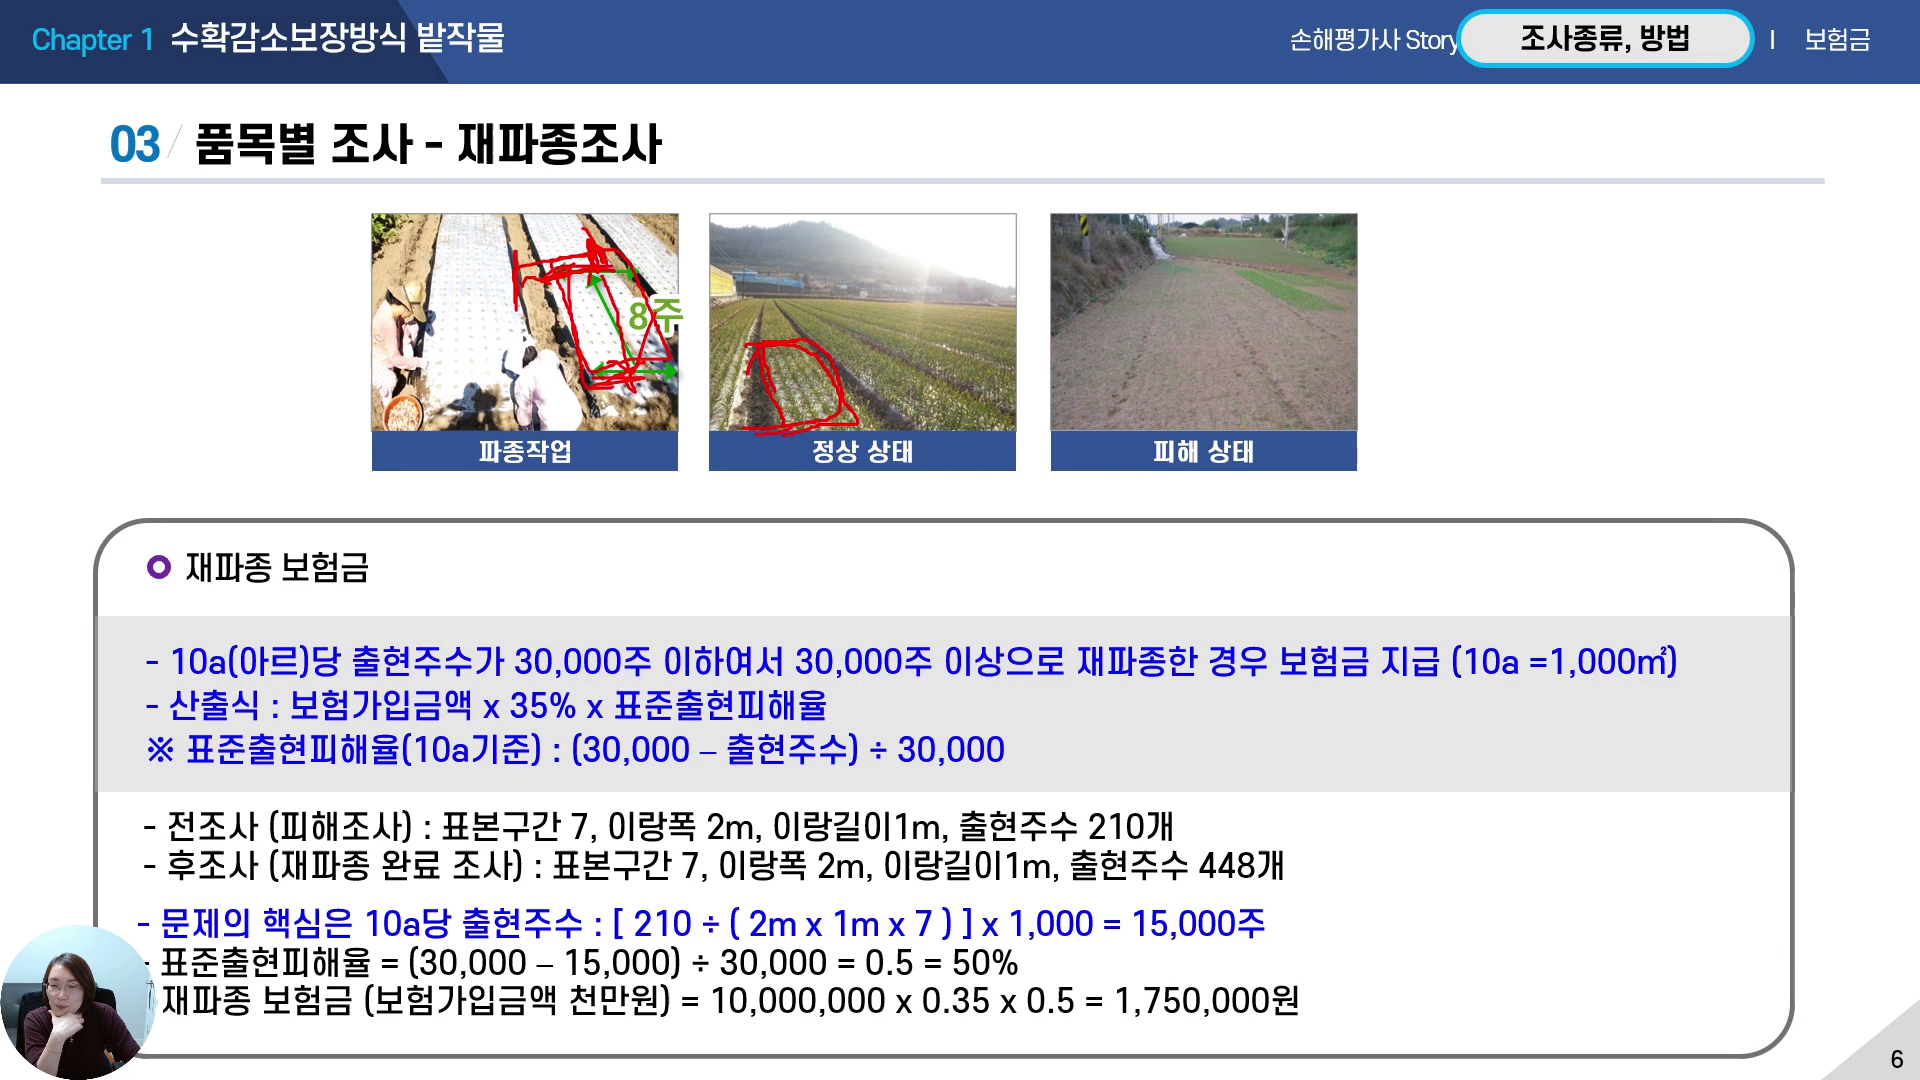 Chapter 1 수확감소보장방식 밭작물
손해평가사 Story
조사종류, 방법
I 보험금
03 / 품목별 조사 - 재파종조사
8주
파종작업
정상 상태
피해 상태
재파종 보험금
- 10a(아르)당 출현주수가 30,000주 이하여서 30,000주 이상으로 재파종한 경우 보험금 지급 (10a =1,000㎡)
- 산출식 : 보험가입금액 x 35% x 표준출현피해율
※ 표준출현피해율(10a기준) : (30,000 – 출현주수) ÷ 30,000
- 전조사 (피해조사) : 표본구간 7, 이랑폭 2m, 이랑길이1m, 출현주수 210개
- 후조사 (재파종 완료 조사) : 표본구간 7, 이랑폭 2m, 이랑길이1m, 출현주수 448개
- 문제의 핵심은 10a당 출현주수 : [ 210 ÷ ( 2m x 1m x 7 ) ] x 1,000 = 15,000주
- 표준출현피해율 = (30,000 – 15,000) ÷ 30,000 = 0.5 = 50%
재파종 보험금 (보험가입금액 천만원) = 10,000,000 x 0.35 x 0.5 = 1,750,000원
6